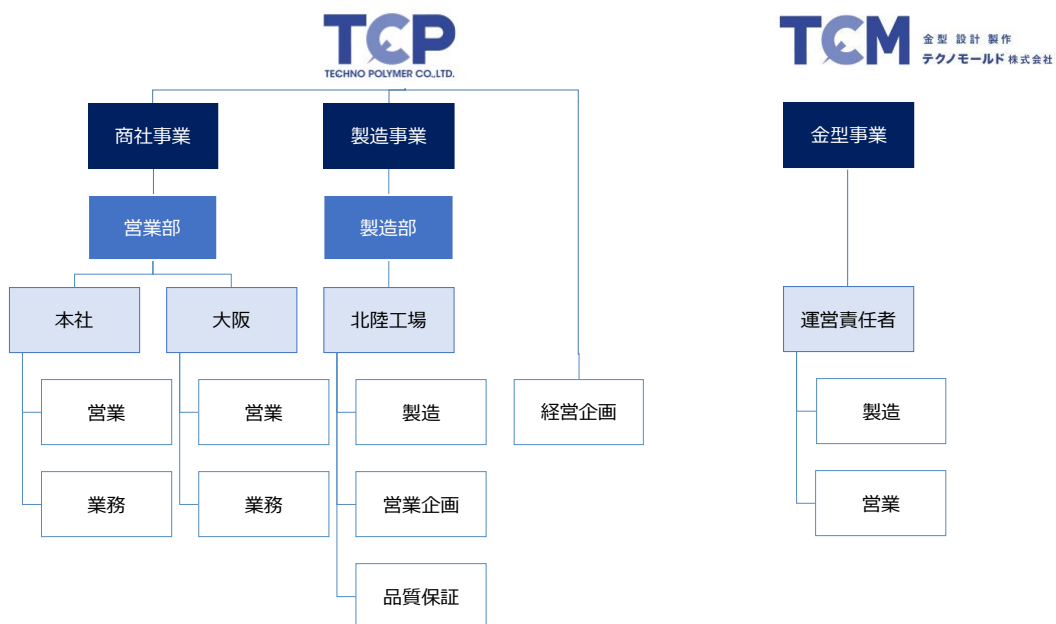 TCP
TECHNO POLYMER CO.,LTD.
TCM
金型 設計 製作
テクノモールド 株式会社
商社事業
製造事業
金型事業
営業部
製造部
本社
大阪
北陸工場
運営責任者
営業
営業
製造
経営企画
製造
業務
業務
営業企画
営業
品質保証